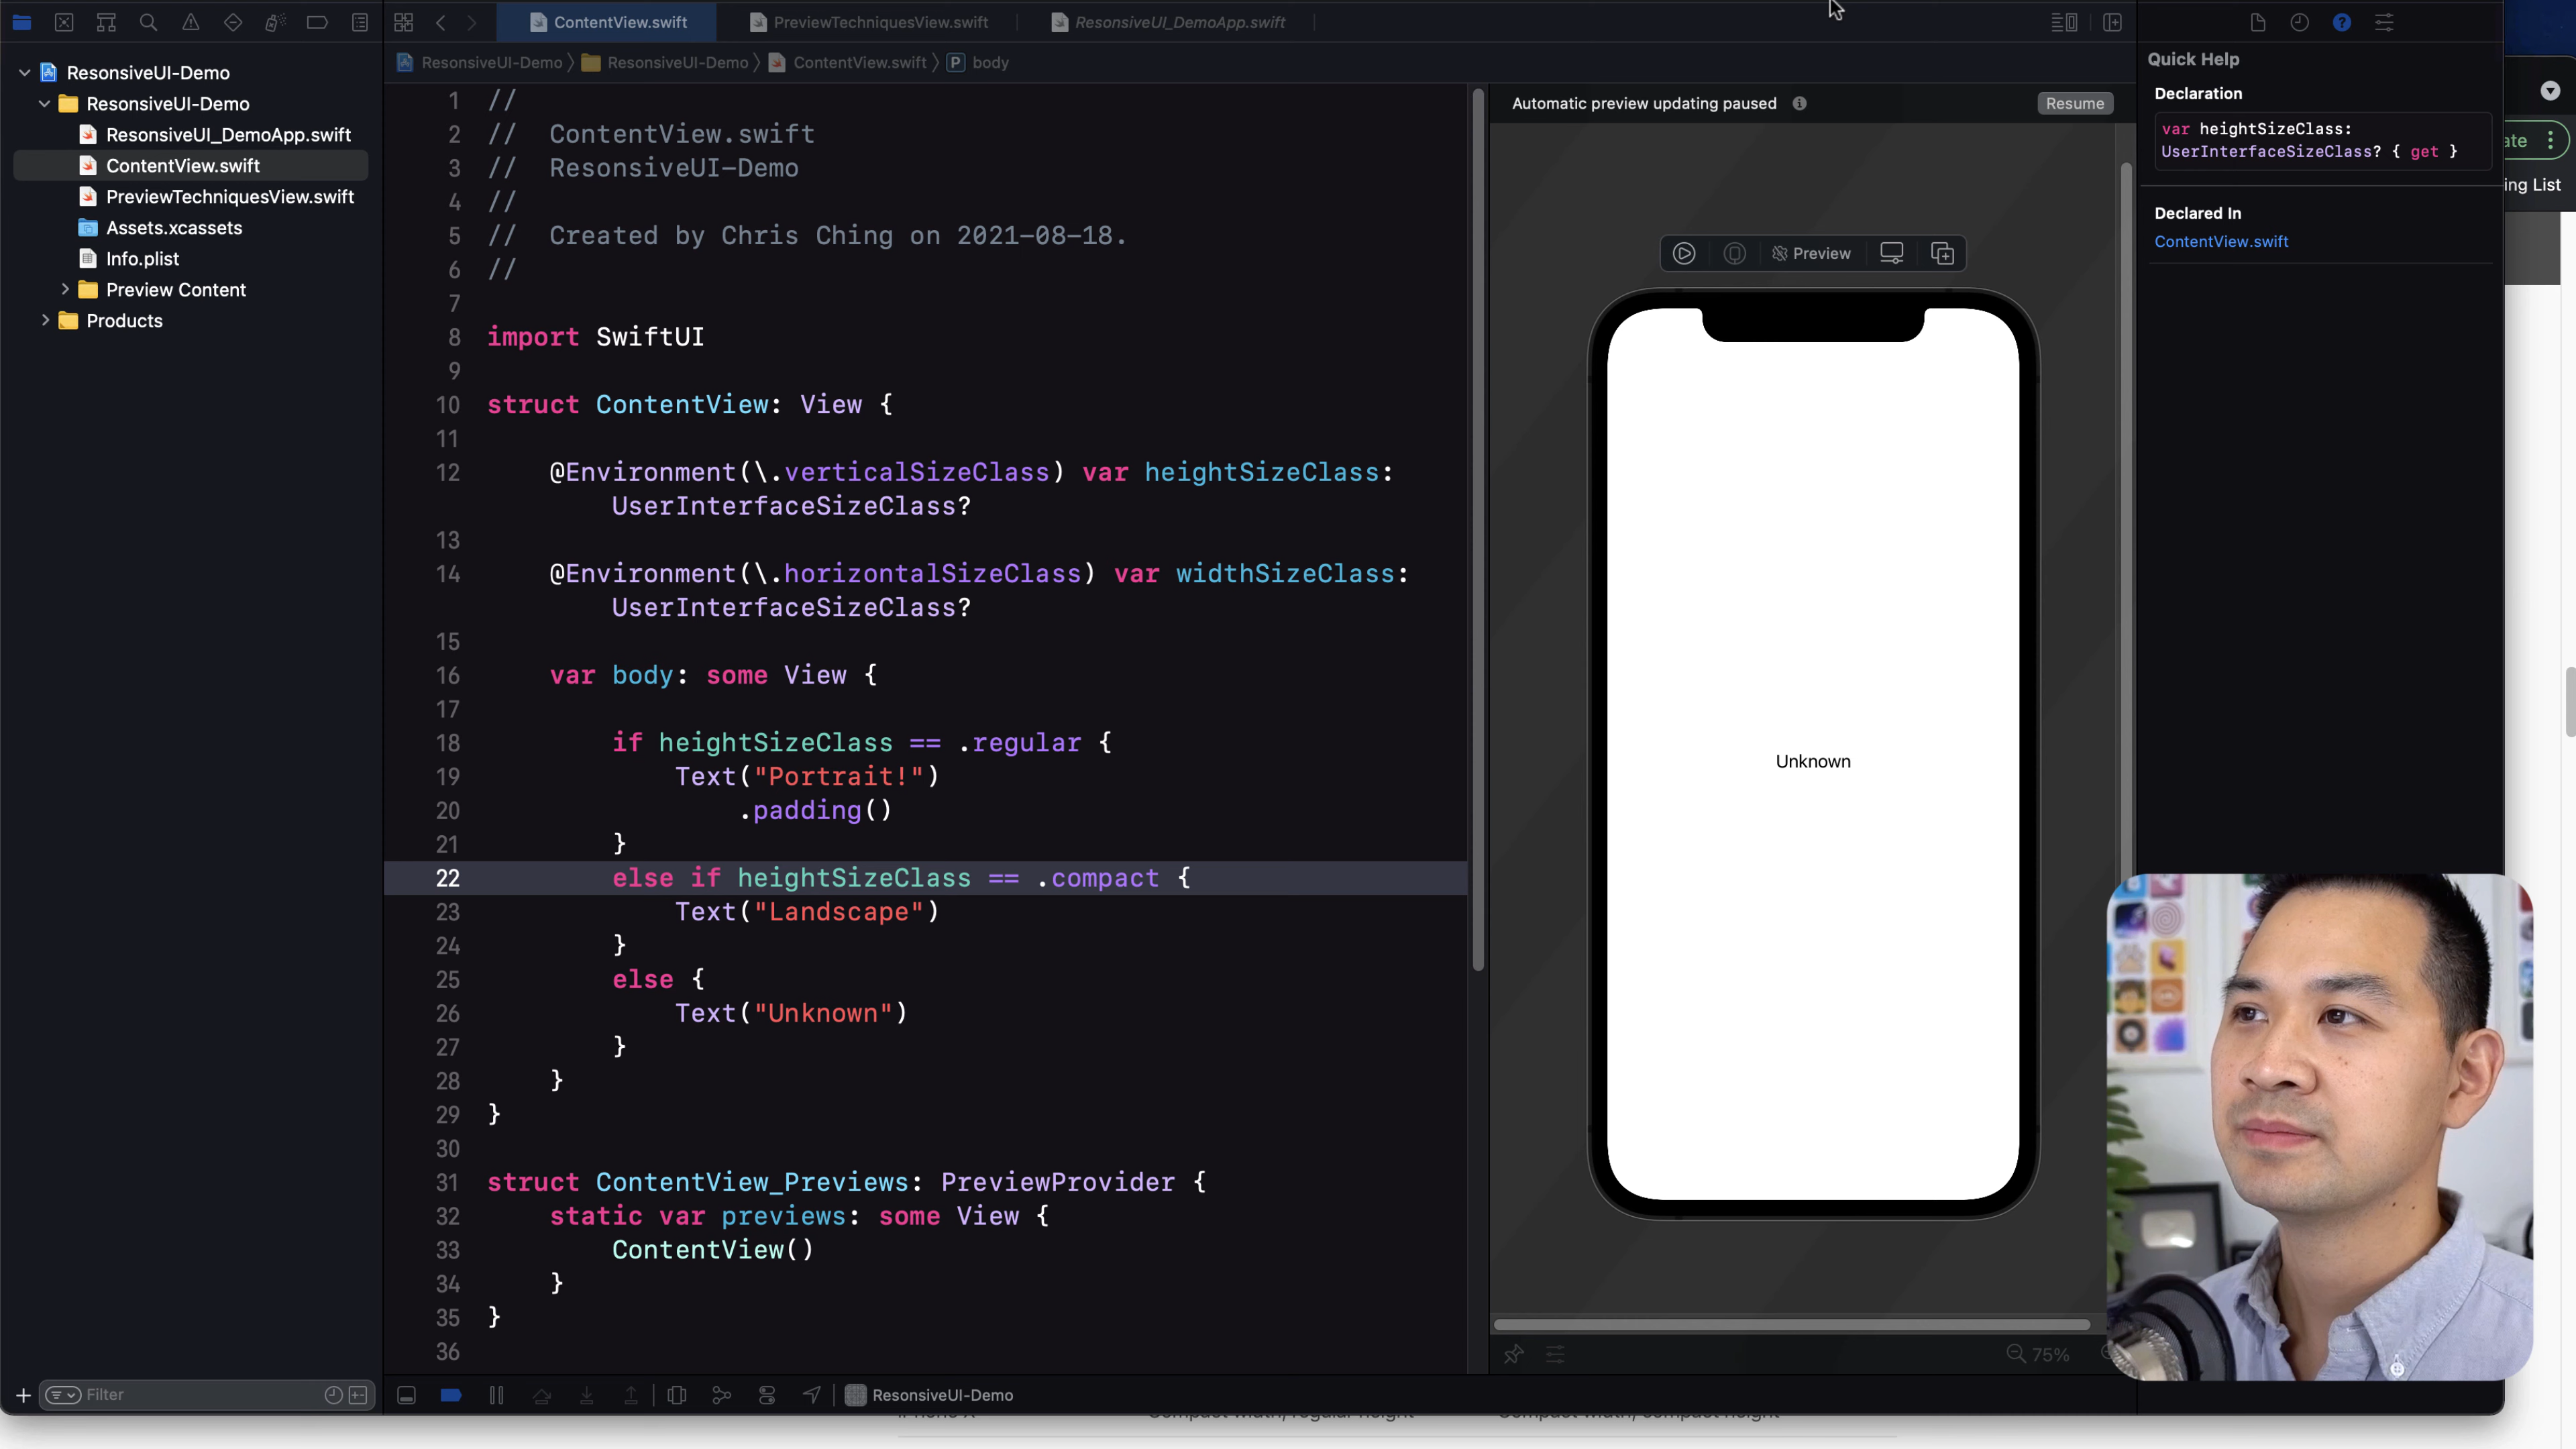 ContentView.swift
PreviewTechniquesView.swift
ResonsiveUI_DemoApp.swift
ResonsiveUI-Demo
ResonsiveUI-Demo
ContentView.swift
P
body
ResonsiveUI-Demo
ResonsiveUI-Demo
ResonsiveUI_DemoApp.swift
ContentView.swift
PreviewTechniquesView.swift
Assets.xcassets
Info.plist
Preview Content
Products
Filter
1 //
2 //  ContentView.swift
3 //  ResonsiveUI-Demo
4 //
5 //  Created by Chris Ching on 2021-08-18.
6 //
7
8 import SwiftUI
9
10 struct ContentView: View {
11
12     @Environment(\.verticalSizeClass) var heightSizeClass:
UserInterfaceSizeClass?
13
14     @Environment(\.horizontalSizeClass) var widthSizeClass:
UserInterfaceSizeClass?
15
16     var body: some View {
17
18         if heightSizeClass == .regular {
19             Text("Portrait!")
20                 .padding()
21         }
22         else if heightSizeClass == .compact {
23             Text("Landscape")
24         }
25         else {
26             Text("Unknown")
27         }
28     }
29 }
30
31 struct ContentView_Previews: PreviewProvider {
32     static var previews: some View {
33         ContentView()
34     }
35 }
36
ResonsiveUI-Demo
Automatic preview updating paused
Resume
Preview
Unknown
75%
Quick Help
Declaration
var heightSizeClass:
UserInterfaceSizeClass? { get }
Declared In
ContentView.swift
ate
ing List